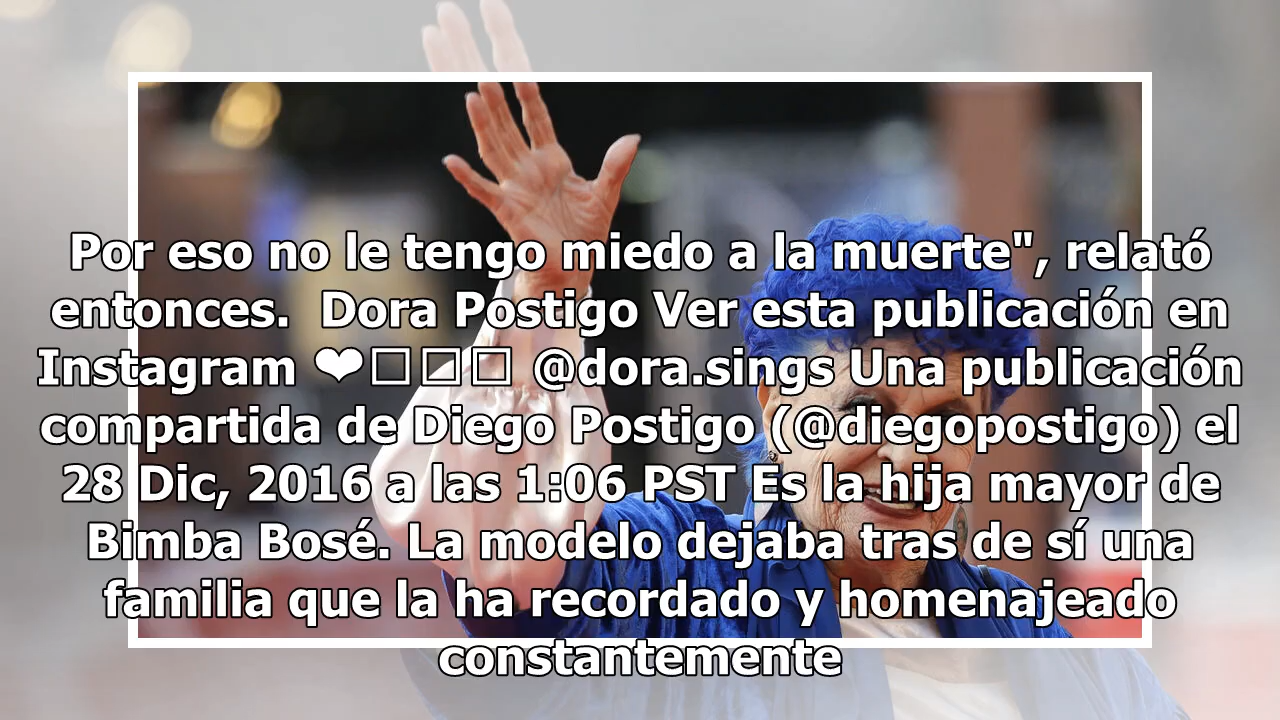 Por eso no le tengo miedo a la muerte", relató
entonces.  Dora Postigo Ver esta publicación en
Instagram ❤□□□ @dora.sings Una publicación
compartida de Diego Postigo (@diegopostigo) el
28 Dic, 2016 a las 1:06 PST Es la hija mayor de
Bimba Bosé. La modelo dejaba tras de sí una
familia que la ha recordado y homenajeado
constantemente